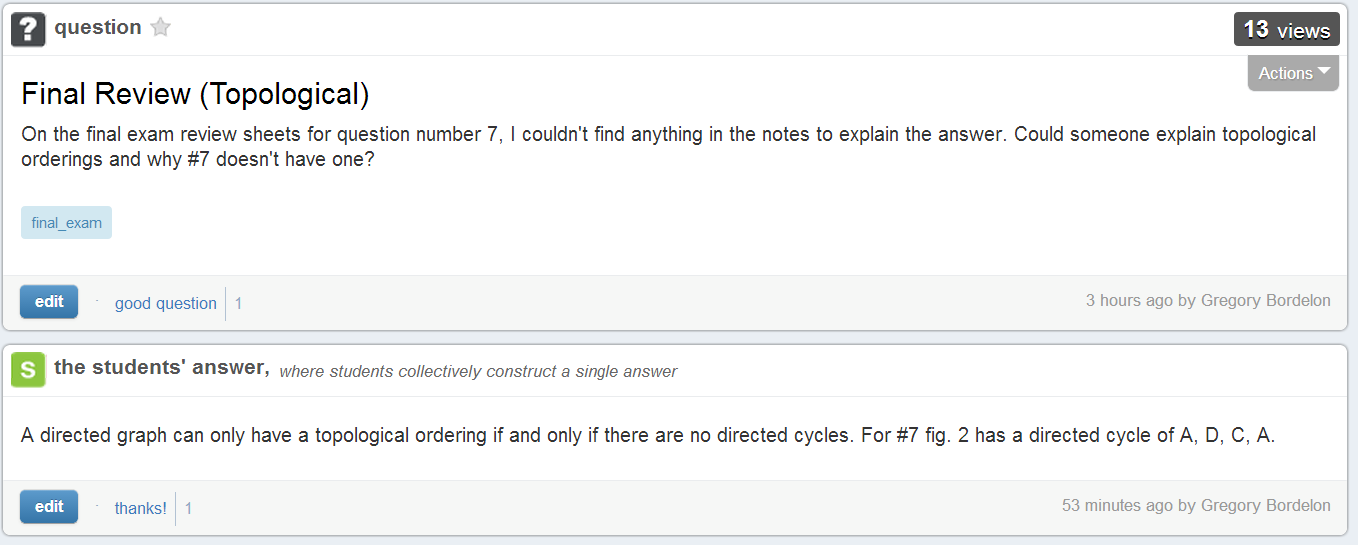 ? question
13 views
Actions
Final Review (Topological)
On the final exam review sheets for question number 7, I couldn't find anything in the notes to explain the answer. Could someone explain topological
orderings and why #7 doesn't have one?
final_exam
edit · good question 1
3 hours ago by Gregory Bordelon
S the students' answer, where students collectively construct a single answer
A directed graph can only have a topological ordering if and only if there are no directed cycles. For #7 fig. 2 has a directed cycle of A, D, C, A.
edit · thanks! 1
53 minutes ago by Gregory Bordelon